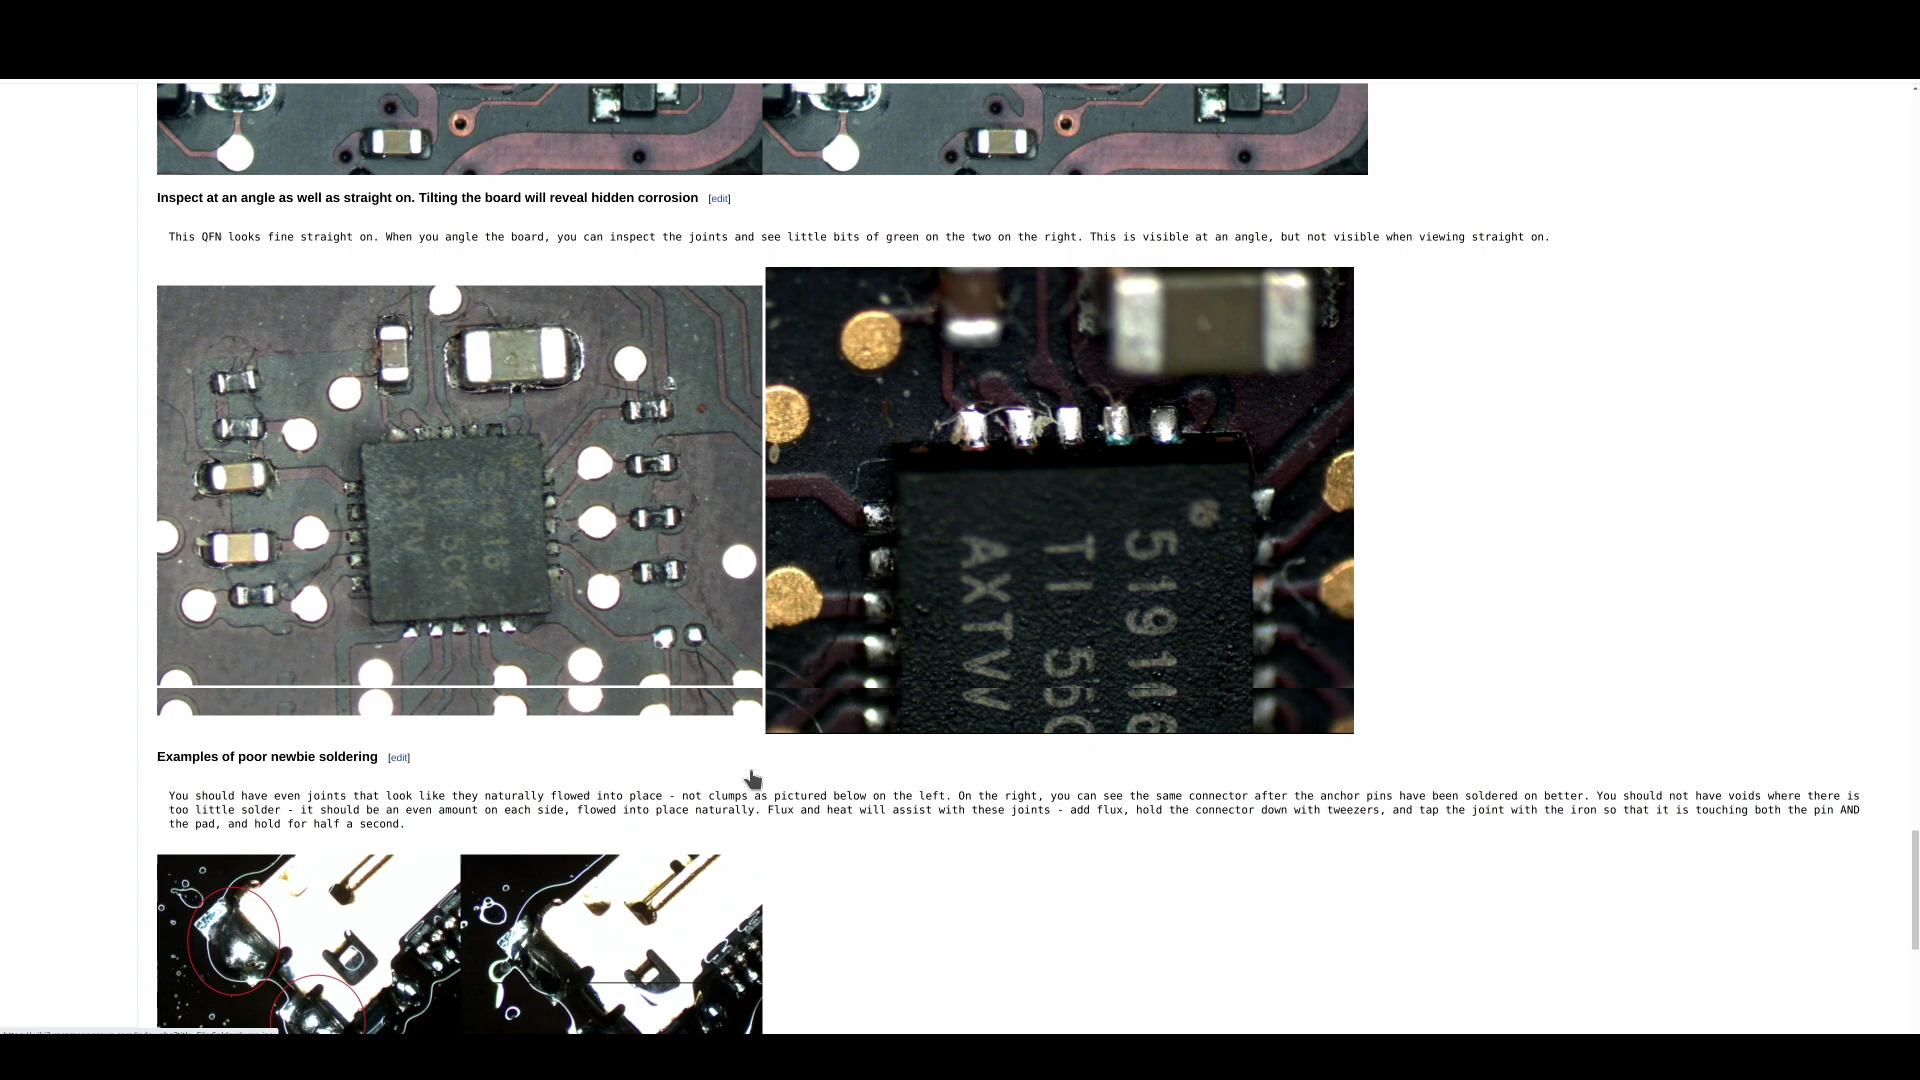 Inspect at an angle as well as straight on. Tilting the board will reveal hidden corrosion [edit]
This QFN looks fine straight on. When you angle the board, you can inspect the joints and see little bits of green on the two on the right. This is visible at an angle, but not visible when viewing straight on.
519116
TI 55C
AXTW
Examples of poor newbie soldering [edit]
You should have even joints that look like they naturally flowed into place - not clumps as pictured below on the left. On the right, you can see the same connector after the anchor pins have been soldered on better. You should not have voids where there is
too little solder - it should be an even amount on each side, flowed into place naturally. Flux and heat will assist with these joints - add flux, hold the connector down with tweezers, and tap the joint with the iron so that it is touching both the pin AND
the pad, and hold for half a second.